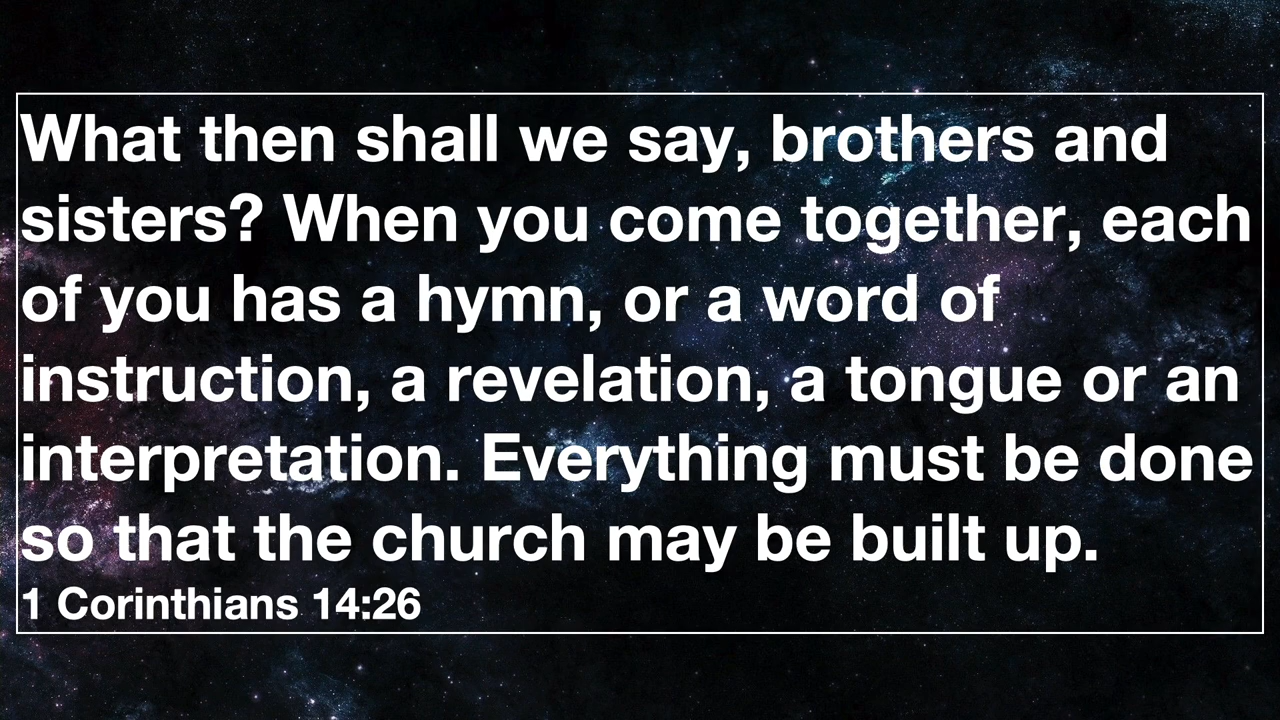 What then shall we say, brothers and
sisters? When you come together, each
of you has a hymn, or a word of
instruction, a revelation, a tongue or an
interpretation. Everything must be done
so that the church may be built up.
1 Corinthians 14:26